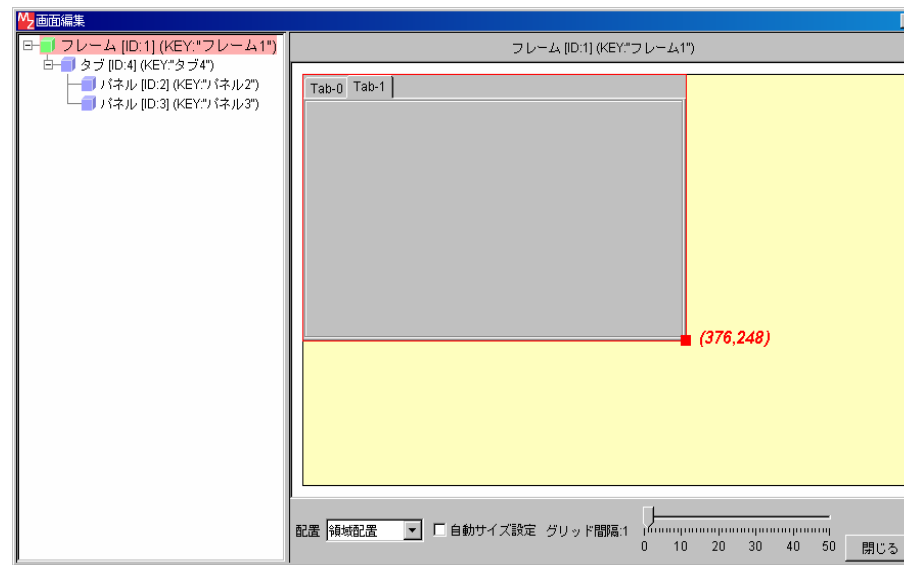 MZ 画面編集
フレーム [ID:1] (KEY:"フレーム1")
タブ [ID:4] (KEY:"タブ4")
パネル [ID:2] (KEY:"パネル2")
パネル [ID:3] (KEY:"パネル3")
フレーム [ID:1] (KEY:"フレーム1")
Tab-0 Tab-1
(376,248)
配置 領域配置 自動サイズ設定 グリッド間隔:1
0 10 20 30 40 50
閉じる